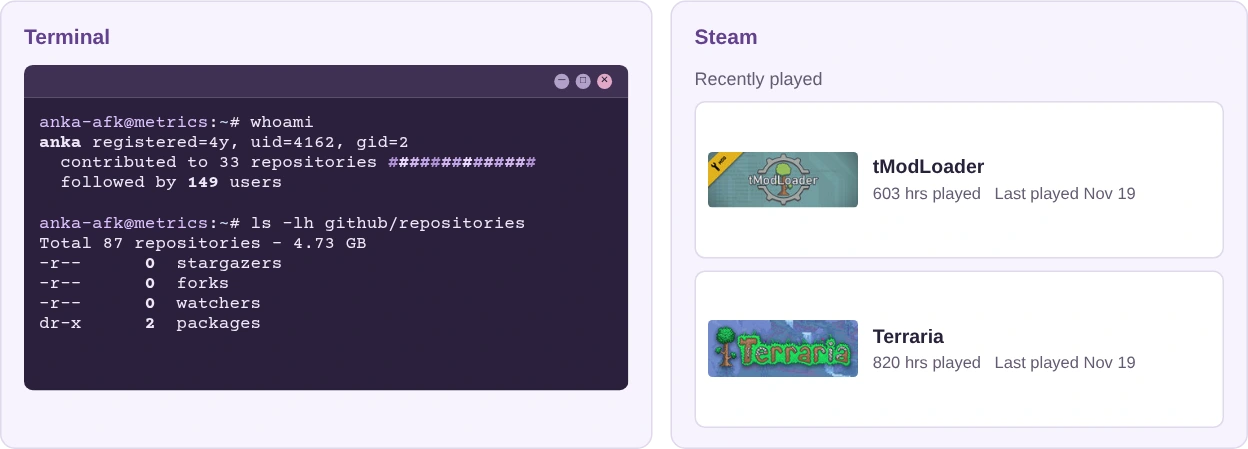 Terminal
anka-afk@metrics:~# whoami
anka registered=4y, uid=4162, gid=2
contributed to 33 repositories ##############
followed by 149 users
anka-afk@metrics:~# ls -lh github/repositories
Total 87 repositories - 4.73 GB
-r-- 0 stargazers
-r-- 0 forks
-r-- 0 watchers
dr-x 2 packages
Steam
Recently played
tModLoader
tModLoader
603 hrs played Last played Nov 19
Terraria
Terraria
820 hrs played Last played Nov 19